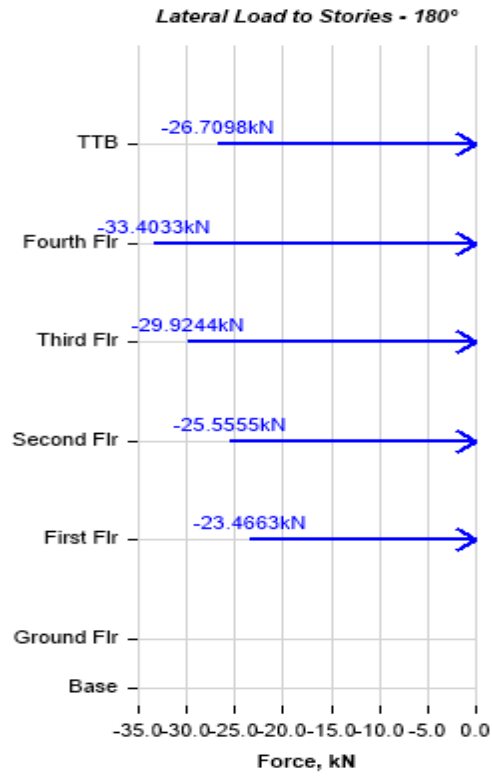 Lateral Load to Stories - 180°
-26.7098kN
TTB
-33.4033kN
Fourth Flr
-29.9244kN
Third Flr
-25.5555kN
Second Flr
-23.4663kN
First Flr
Ground Flr
Base
-35.0 -30.0 -25.0 -20.0 -15.0 -10.0 -5.0 0.0
Force, kN